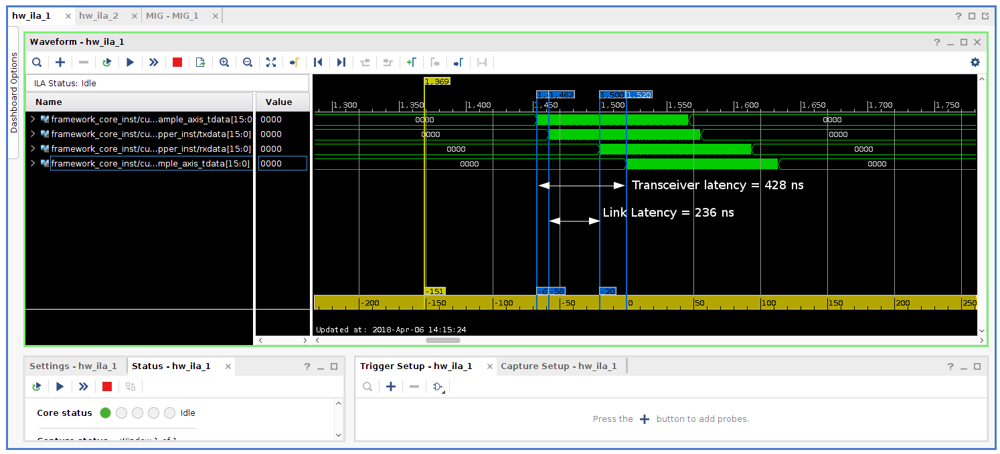 hw_ila_1 × hw_ila_2 × MIG - MIG_1 × ?
Dashboard Options
Waveform - hw_ila_1 ?
ILA Status: Idle
Name Value
framework_core_inst/cu...ample_axis_tdata[15:0 0000
framework_core_inst/cu...pper_inst/txdata[15:0] 0000
framework_core_inst/cu...pper_inst/rxdata[15:0] 0000
framework_core_inst/cu...mple_axis_tdata[15:0] 0000
1,369
1,462 1,500 1,520
1,300 1,350 1,400 1,450 1,500 1,550 1,600 1,650 1,700 1,750
0000 0000
0000 0000
0000 0000
0000 0000
Transceiver latency = 428 ns
Link Latency = 236 ns
-151 -58 -20
-200 -150 -100 -50 0 50 100 150 200 250
Updated at: 2018-Apr-06 14:15:24
Settings - hw_ila_1 Status - hw_ila_1 × ?
Core status Idle
Capture status Window 1 of 1
Trigger Setup - hw_ila_1 × Capture Setup - hw_ila_1 ?
Press the + button to add probes.